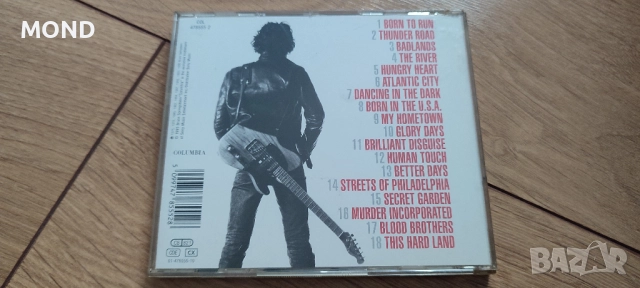 MOND
COL
1 BORN TO RUN
2 THUNDER ROAD
3 BADLANDS
4 THE RIVER
5 HUNGRY HEART
6 ATLANTIC CITY
7 DANCING IN THE DARK
8 BORN IN THE U.S.A.
9 MY HOMETOWN
10 GLORY DAYS
11 BRILLIANT DISGUISE
12 HUMAN TOUCH
13 BETTER DAYS
14 STREETS OF PHILADELPHIA
15 SECRET GARDEN
16 MURDER INCORPORATED
17 BLOOD BROTHERS
18 THIS HARD LAND
COLUMBIA
BAZAR
bg